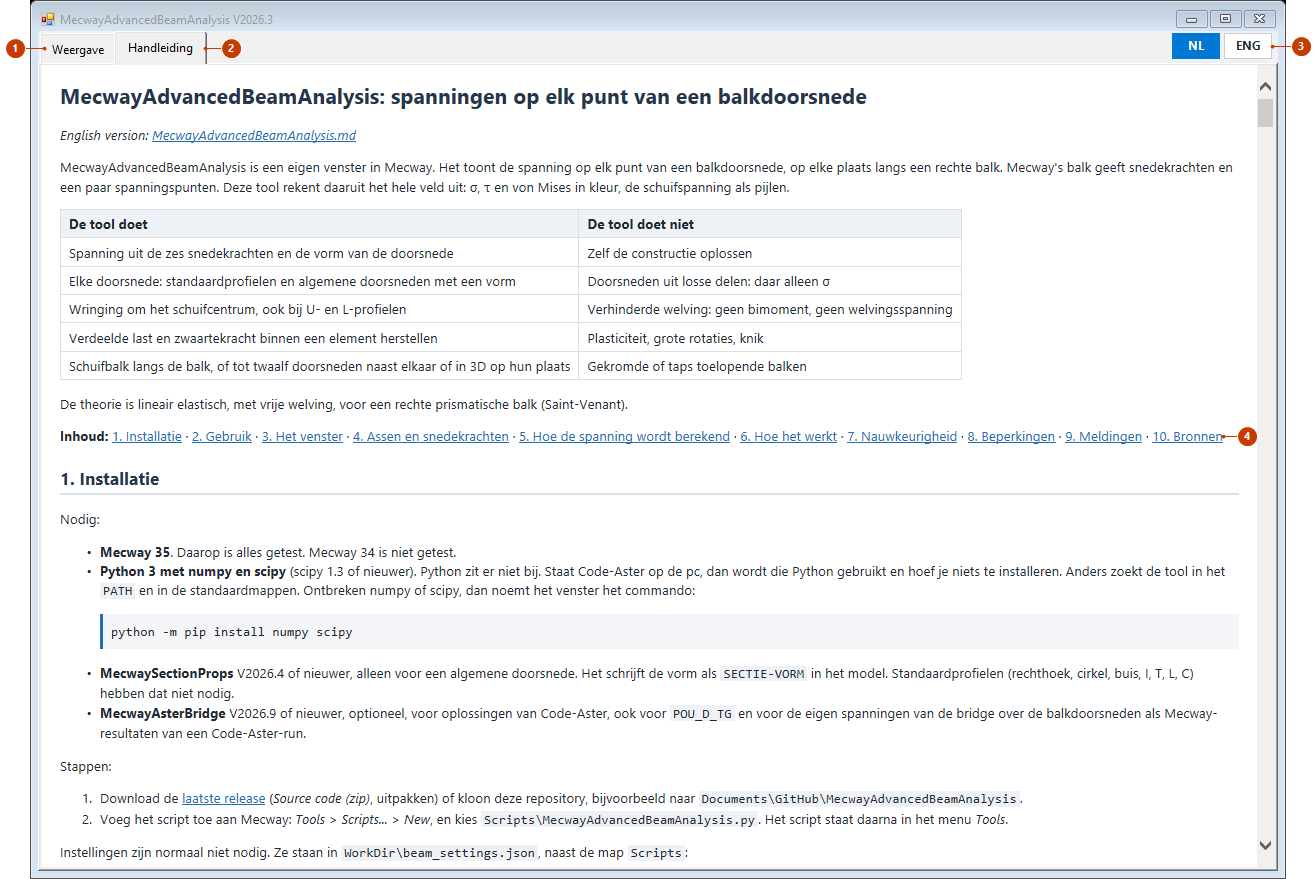 MecwayAdvancedBeamAnalysis V2026.3
1 Weergave Handleiding 2 NL ENG 3
MecwayAdvancedBeamAnalysis: spanningen op elk punt van een balkdoorsnede
English version: MecwayAdvancedBeamAnalysis.md
MecwayAdvancedBeamAnalysis is een eigen venster in Mecway. Het toont de spanning op elk punt van een balkdoorsnede, op elke plaats langs een rechte balk. Mecway's balk geeft snedekrachten en
een paar spanningspunten. Deze tool rekent daaruit het hele veld uit: σ, τ en von Mises in kleur, de schuifspanning als pijlen.
De tool doet De tool doet niet
Spanning uit de zes snedekrachten en de vorm van de doorsnede Zelf de constructie oplossen
Elke doorsnede: standaardprofielen en algemene doorsneden met een vorm Doorsneden uit losse delen: daar alleen σ
Wringing om het schuifcentrum, ook bij U- en L-profielen Verhinderde welving: geen bimoment, geen welvingsspanning
Verdeelde last en zwaartekracht binnen een element herstellen Plasticiteit, grote rotaties, knik
Schuifbalk langs de balk, of tot twaalf doorsneden naast elkaar of in 3D op hun plaats Gekromde of taps toelopende balken
De theorie is lineair elastisch, met vrije welving, voor een rechte prismatische balk (Saint-Venant).
Inhoud: 1. Installatie · 2. Gebruik · 3. Het venster · 4. Assen en snedekrachten · 5. Hoe de spanning wordt berekend · 6. Hoe het werkt · 7. Nauwkeurigheid · 8. Beperkingen · 9. Meldingen · 10. Bronnen 4
1. Installatie
Nodig:
• Mecway 35. Daarop is alles getest. Mecway 34 is niet getest.
• Python 3 met numpy en scipy (scipy 1.3 of nieuwer). Python zit er niet bij. Staat Code-Aster op de pc, dan wordt die Python gebruikt en hoef je niets te installeren. Anders zoekt de tool in het
PATH en in de standaardmappen. Ontbreken numpy of scipy, dan noemt het venster het commando:
python -m pip install numpy scipy
• MecwaySectionProps V2026.4 of nieuwer, alleen voor een algemene doorsnede. Het schrijft de vorm als SECTIE-VORM in het model. Standaardprofielen (rechthoek, cirkel, buis, I, T, L, C)
hebben dat niet nodig.
• MecwayAsterBridge V2026.9 of nieuwer, optioneel, voor oplossingen van Code-Aster, ook voor POU_D_TG en voor de eigen spanningen van de bridge over de balkdoorsneden als Mecway-
resultaten van een Code-Aster-run.
Stappen:
1. Download de laatste release (Source code (zip), uitpakken) of kloon deze repository, bijvoorbeeld naar Documents\GitHub\MecwayAdvancedBeamAnalysis.
2. Voeg het script toe aan Mecway: Tools > Scripts... > New, en kies Scripts\MecwayAdvancedBeamAnalysis.py. Het script staat daarna in het menu Tools.
Instellingen zijn normaal niet nodig. Ze staan in WorkDir\beam_settings.json, naast de map Scripts: